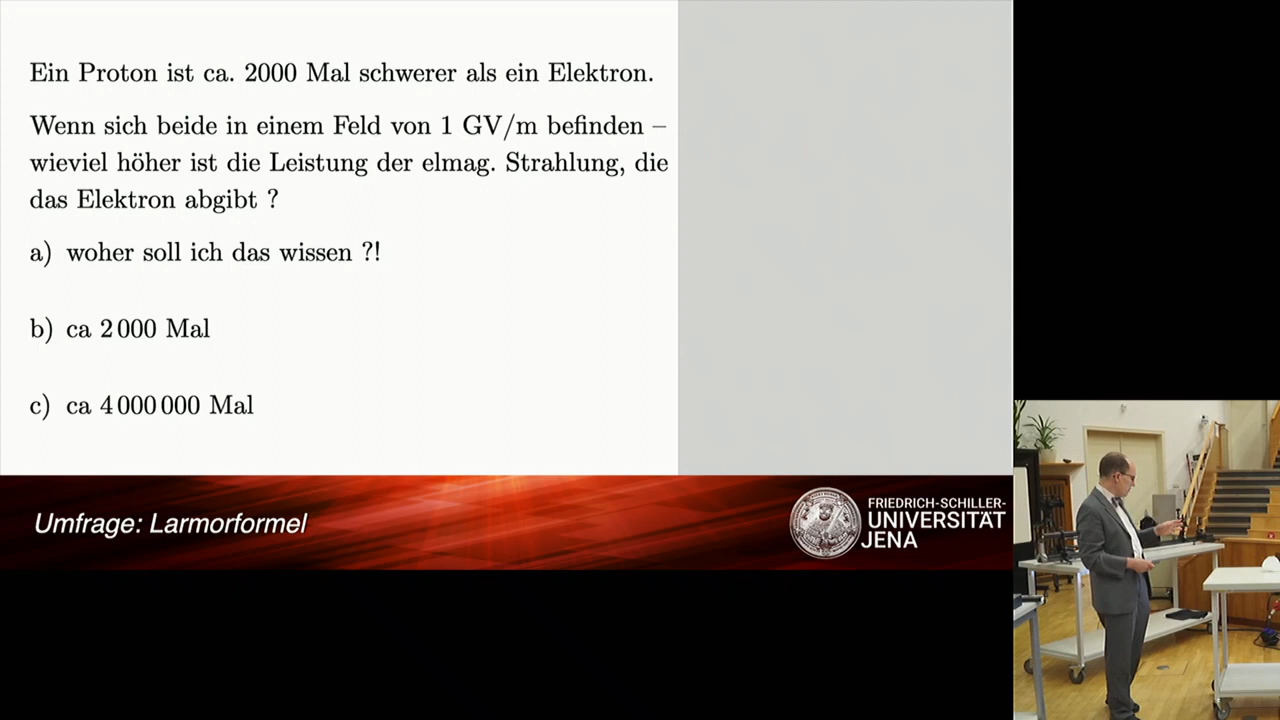 Ein Proton ist ca. 2000 Mal schwerer als ein Elektron.
Wenn sich beide in einem Feld von 1 GV/m befinden –
wieviel höher ist die Leistung der elmag. Strahlung, die
das Elektron abgibt ?
a) woher soll ich das wissen ?!
b) ca 2 000 Mal
c) ca 4 000 000 Mal
Umfrage: Larmorformel
FRIEDRICH-SCHILLER-
UNIVERSITÄT
JENA